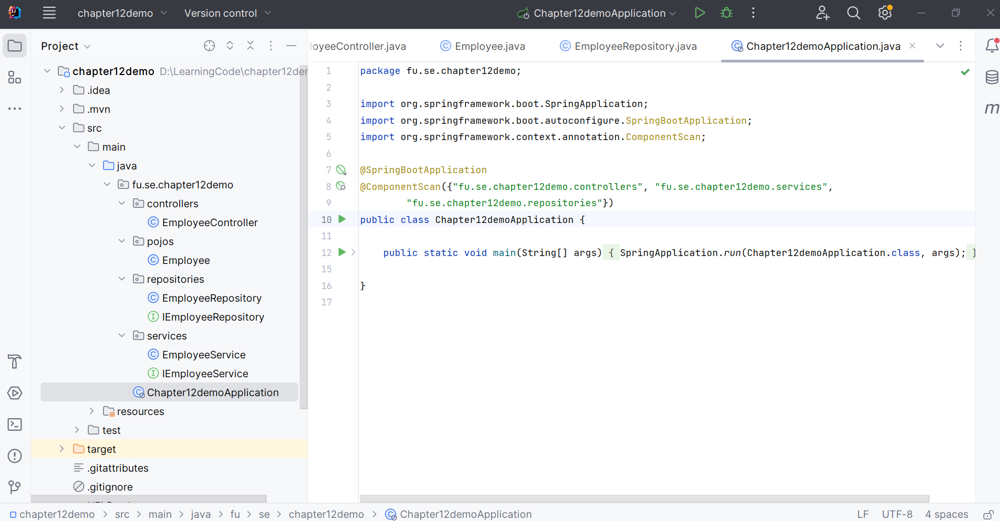 chapter12demo
Version control
Chapter12demoApplication
Project
loyeeController.java
Employee.java
EmployeeRepository.java
Chapter12demoApplication.java
chapter12demo D:\LearningCode\chapter12der
.idea
.mvn
src
main
java
fu.se.chapter12demo
controllers
EmployeeController
pojos
Employee
repositories
EmployeeRepository
IEmployeeRepository
services
EmployeeService
IEmployeeService
Chapter12demoApplication
resources
test
target
.gitattributes
.gitignore
1 package fu.se.chapter12demo;
2
3 import org.springframework.boot.SpringApplication;
4 import org.springframework.boot.autoconfigure.SpringBootApplication;
5 import org.springframework.context.annotation.ComponentScan;
6
7 @SpringBootApplication
8 @ComponentScan({"fu.se.chapter12demo.controllers", "fu.se.chapter12demo.services",
9 "fu.se.chapter12demo.repositories"})
10 public class Chapter12demoApplication {
11
12 public static void main(String[] args) { SpringApplication.run(Chapter12demoApplication.class, args); }
15
16 }
17
chapter12demo > src > main > java > fu > se > chapter12demo > Chapter12demoApplication
LF UTF-8 4 spaces